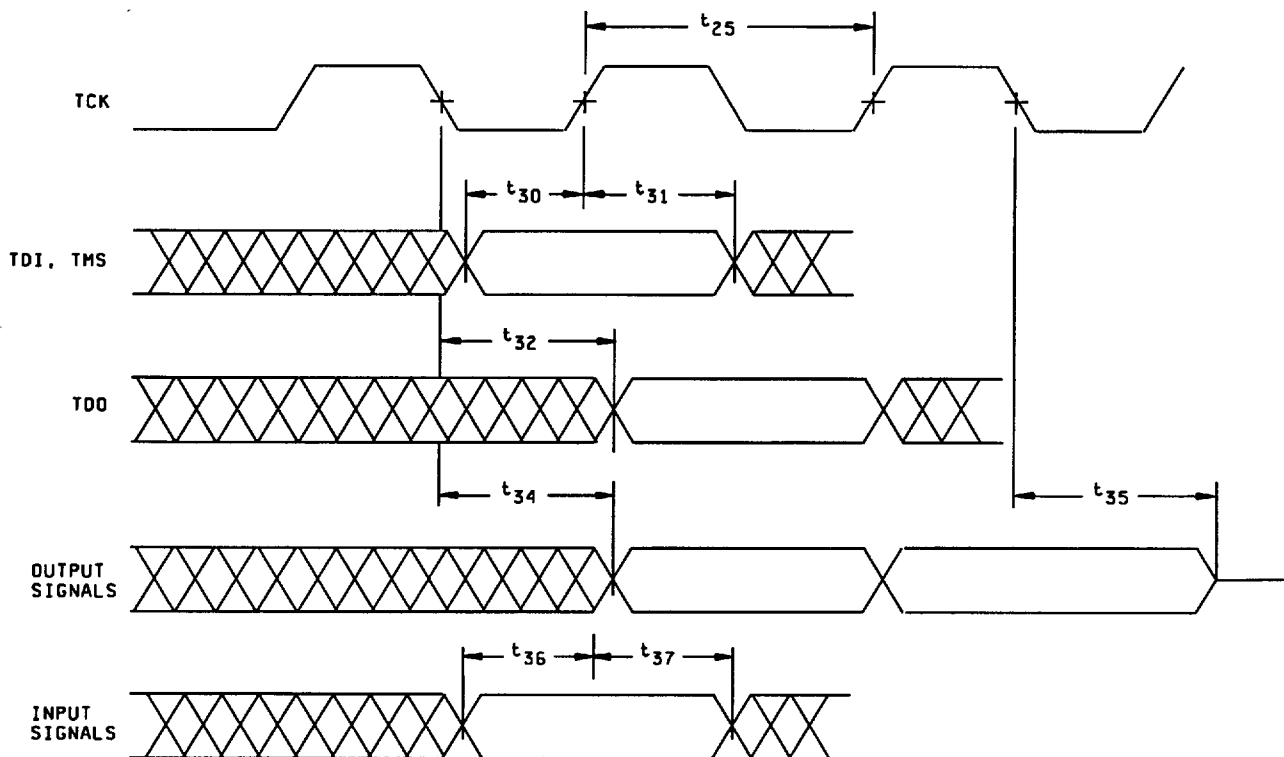 t25
TCK
t30
t31
TDI, TMS
t32
TDO
t34
t35
OUTPUT
SIGNALS
t36
t37
INPUT
SIGNALS